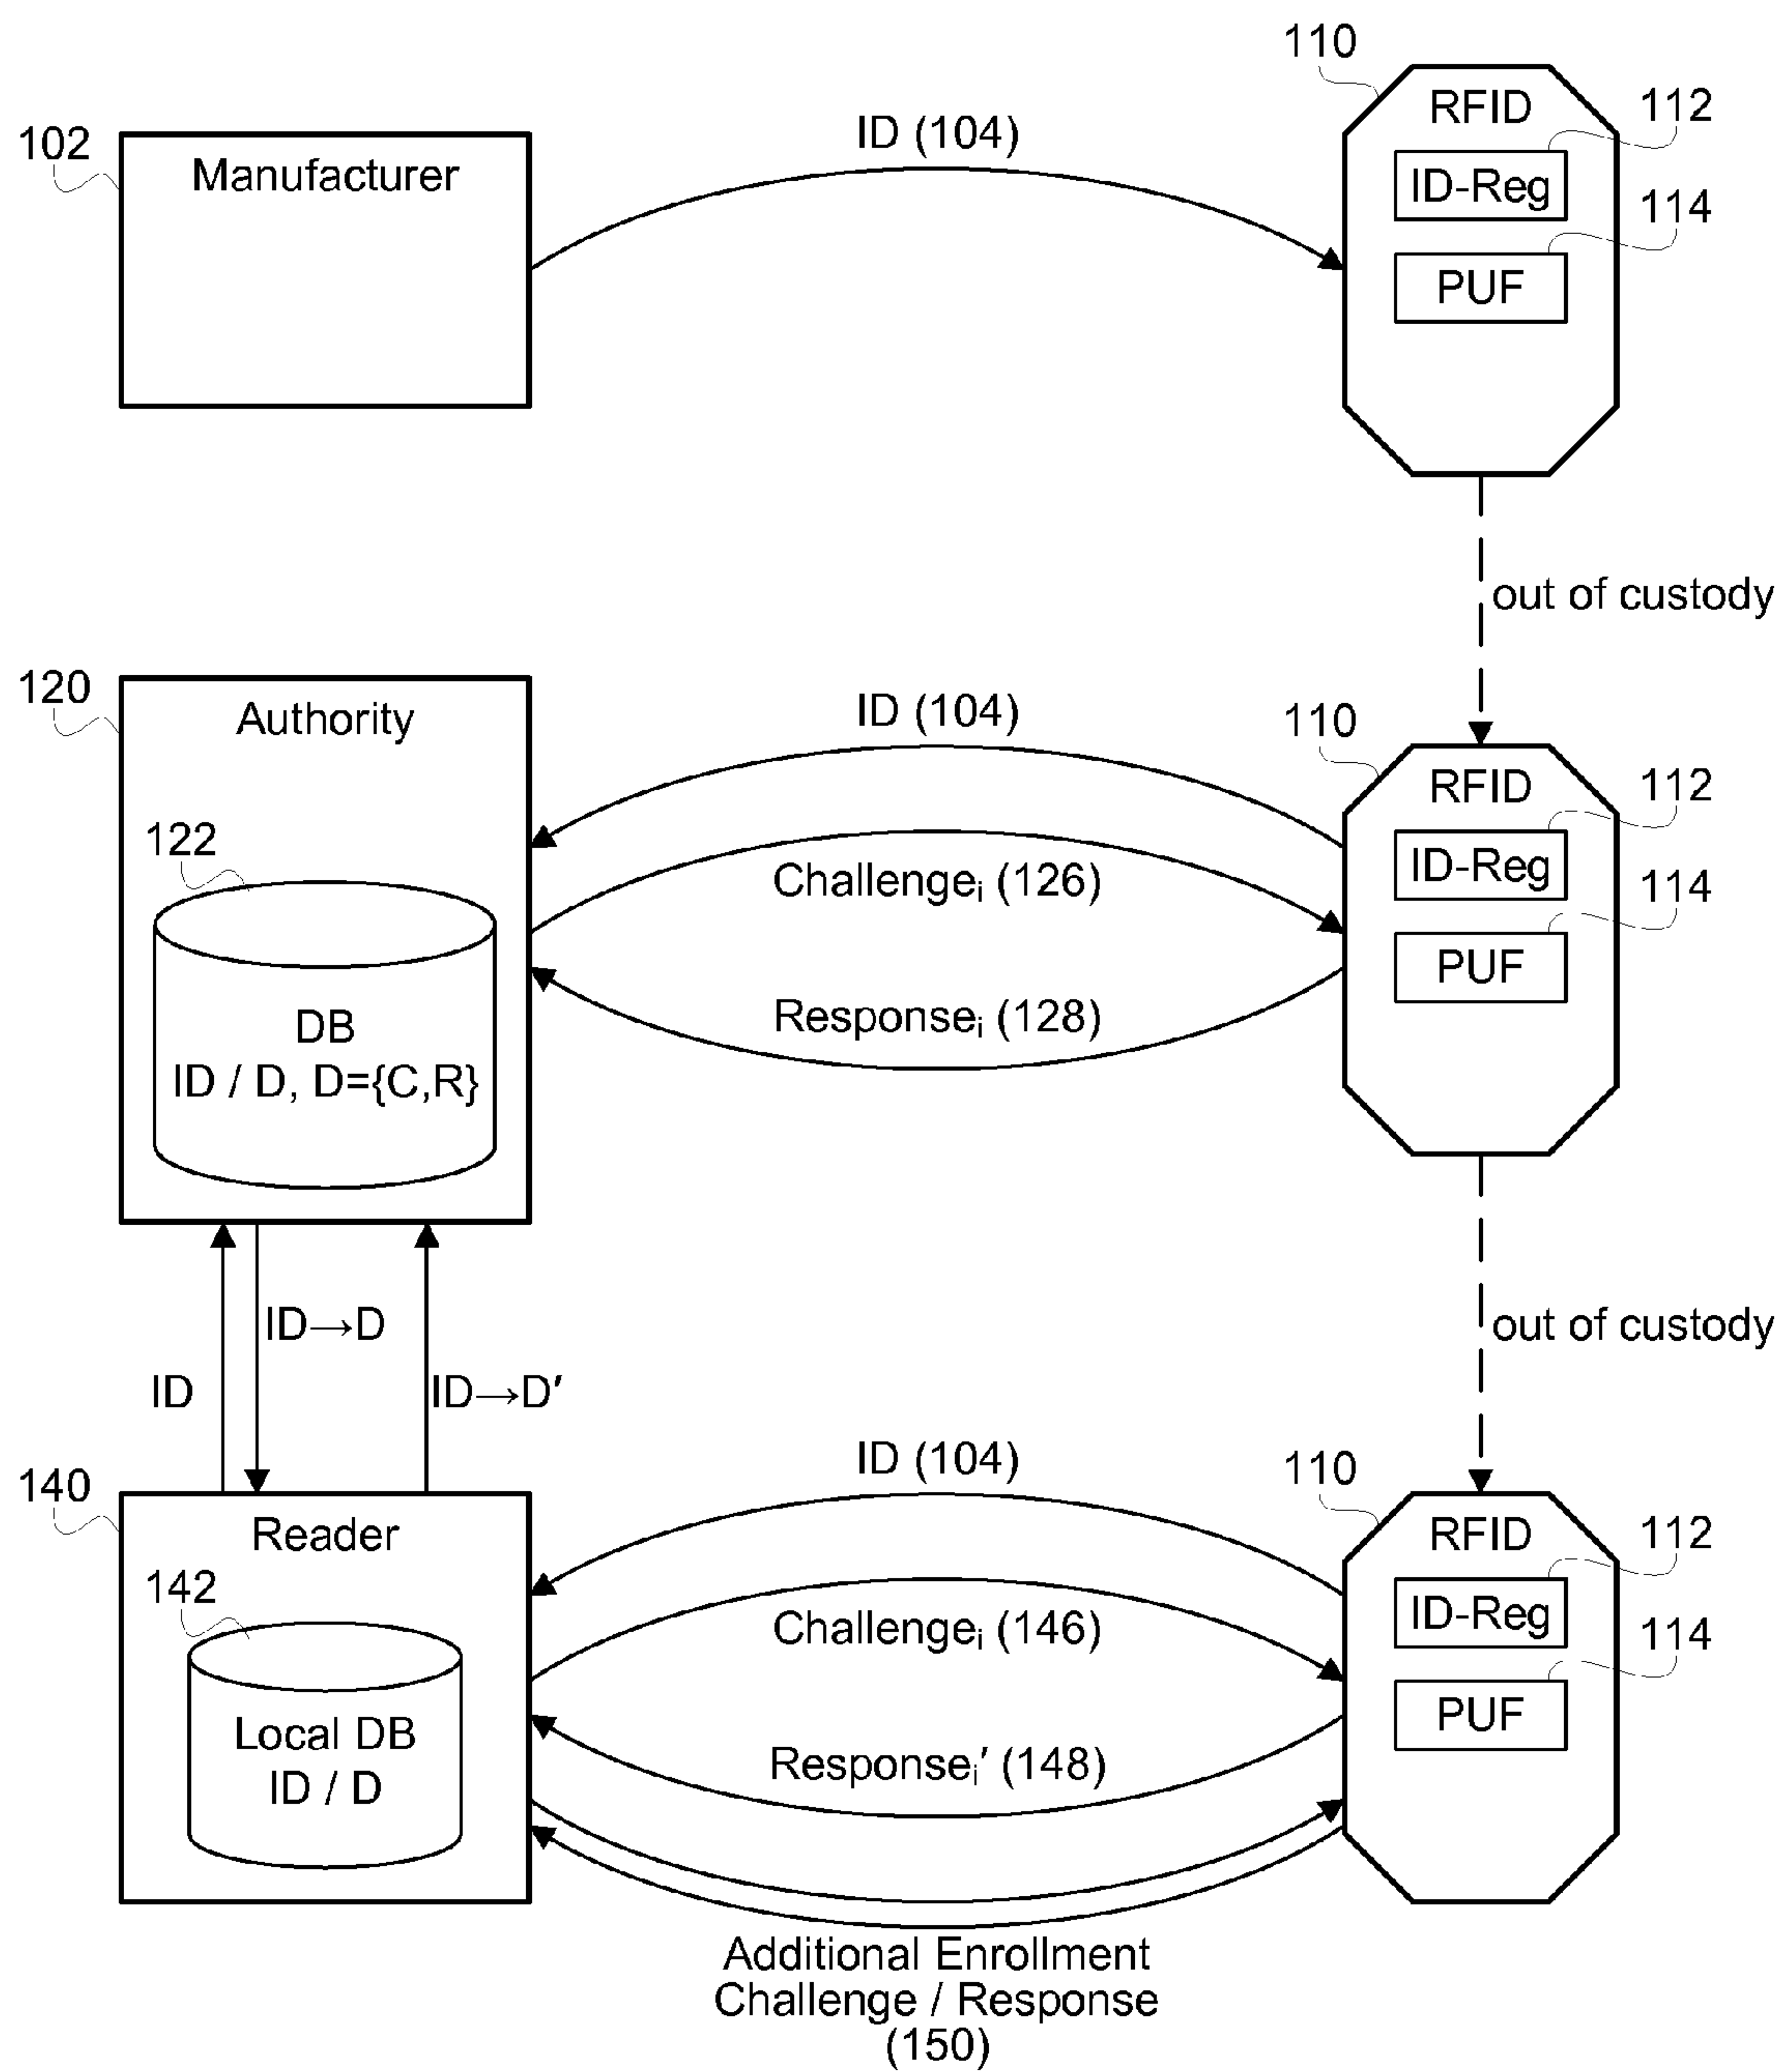 110
RFID
112
ID (104)
102
Manufacturer
ID-Reg
114
PUF
out of custody
120
Authority
ID (104)
110
RFID
112
122
Challengeᵢ (126)
ID-Reg
114
PUF
DB
Responseᵢ (128)
ID / D, D={C,R}
ID→D
out of custody
ID
ID→D′
140
Reader
ID (104)
110
RFID
112
142
Challengeᵢ (146)
ID-Reg
114
PUF
Local DB
ID / D
Responseᵢ′ (148)
Additional Enrollment
Challenge / Response
(150)